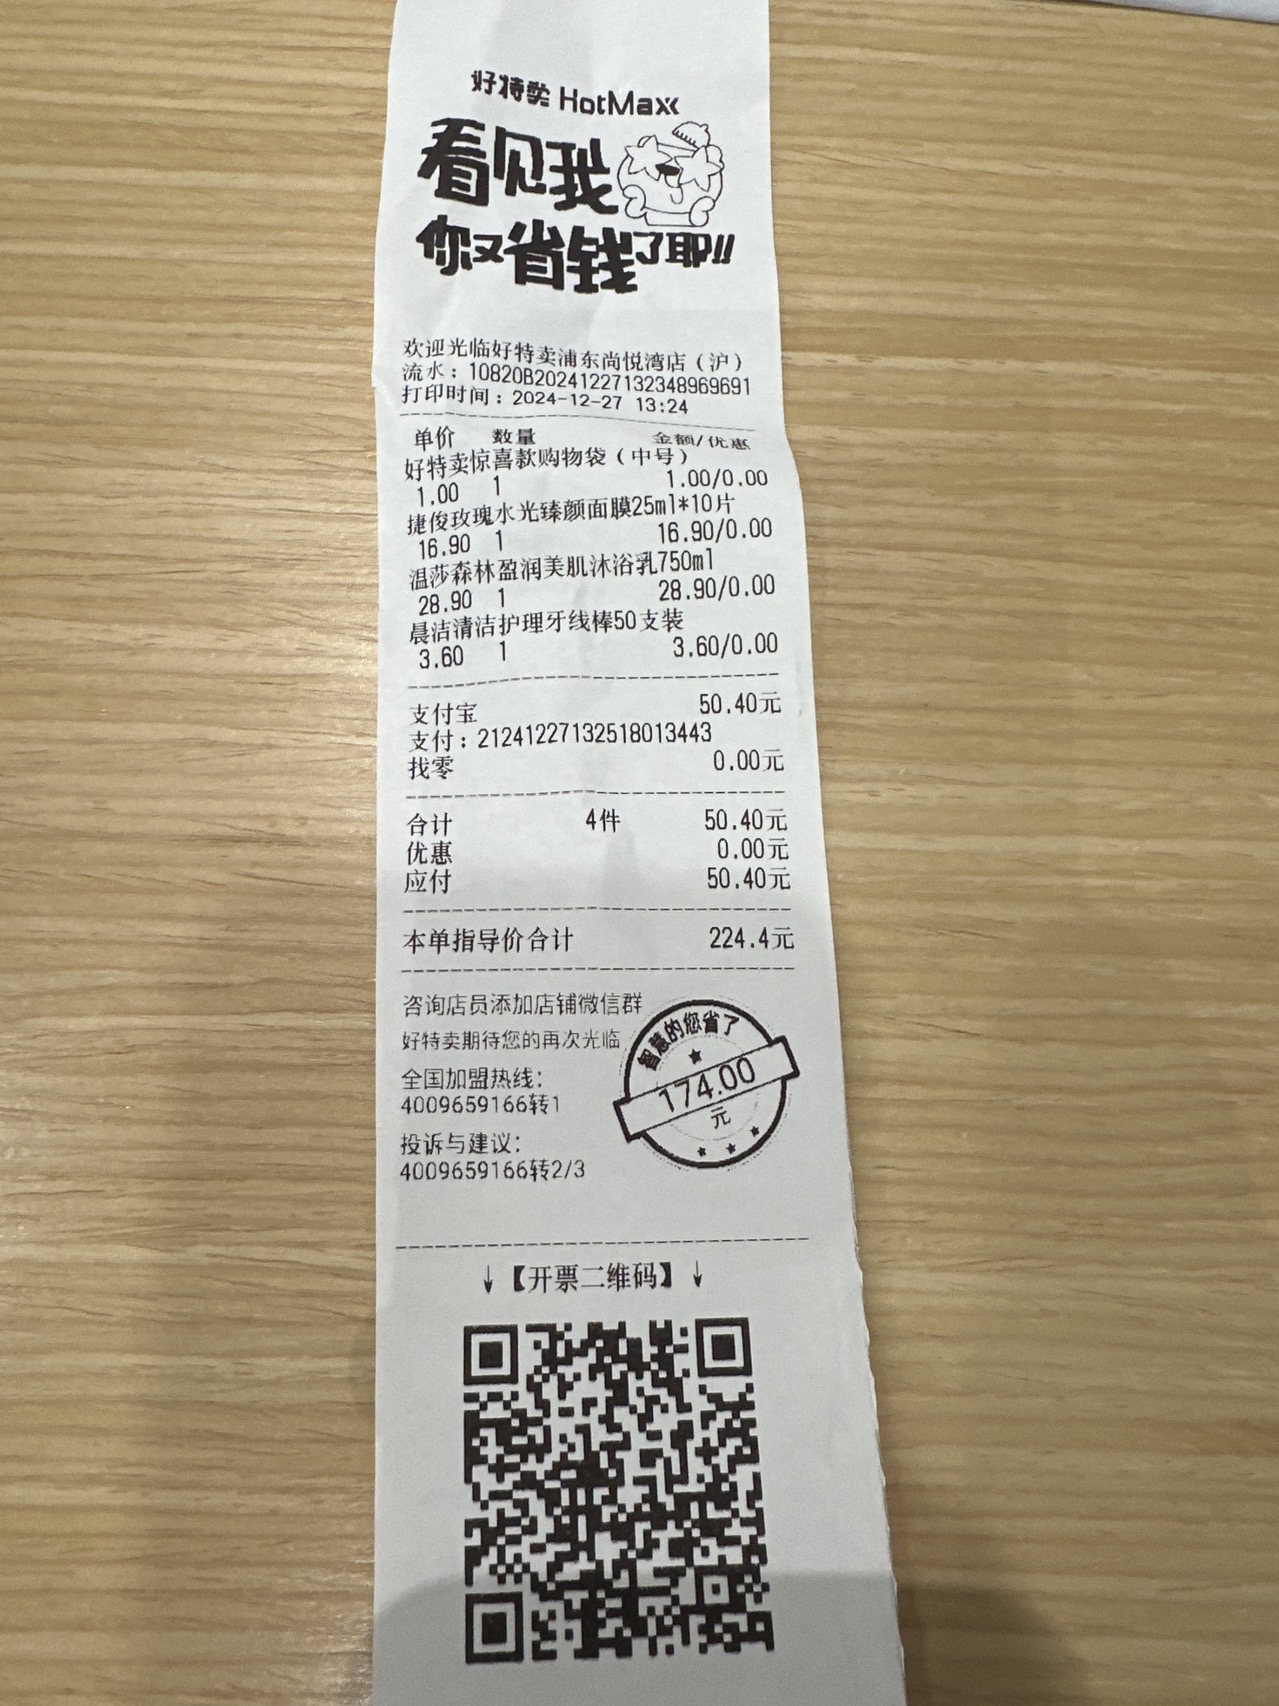 好特卖 HotMaxx
看见我
你又省钱了耶!!
欢迎光临好特卖浦东尚悦湾店（沪）
流水：10820B20241227132348969691
打印时间：2024-12-27 13:24
单价 数量 金额/优惠
好特卖惊喜款购物袋（中号）
1.00 1 1.00/0.00
捷俊玫瑰水光臻颜面膜25ml*10片
16.90 1 16.90/0.00
温莎森林盈润美肌沐浴乳750ml
28.90 1 28.90/0.00
晨洁清洁护理牙线棒50支装
3.60 1 3.60/0.00
支付宝 50.40元
支付：21241227132518013443
找零 0.00元
合计 4件 50.40元
优惠 0.00元
应付 50.40元
本单指导价合计 224.4元
咨询店员添加店铺微信群
好特卖期待您的再次光临
全国加盟热线：
4009659166转1
投诉与建议：
4009659166转2/3
智慧的您省了
174.00
元
↓【开票二维码】↓